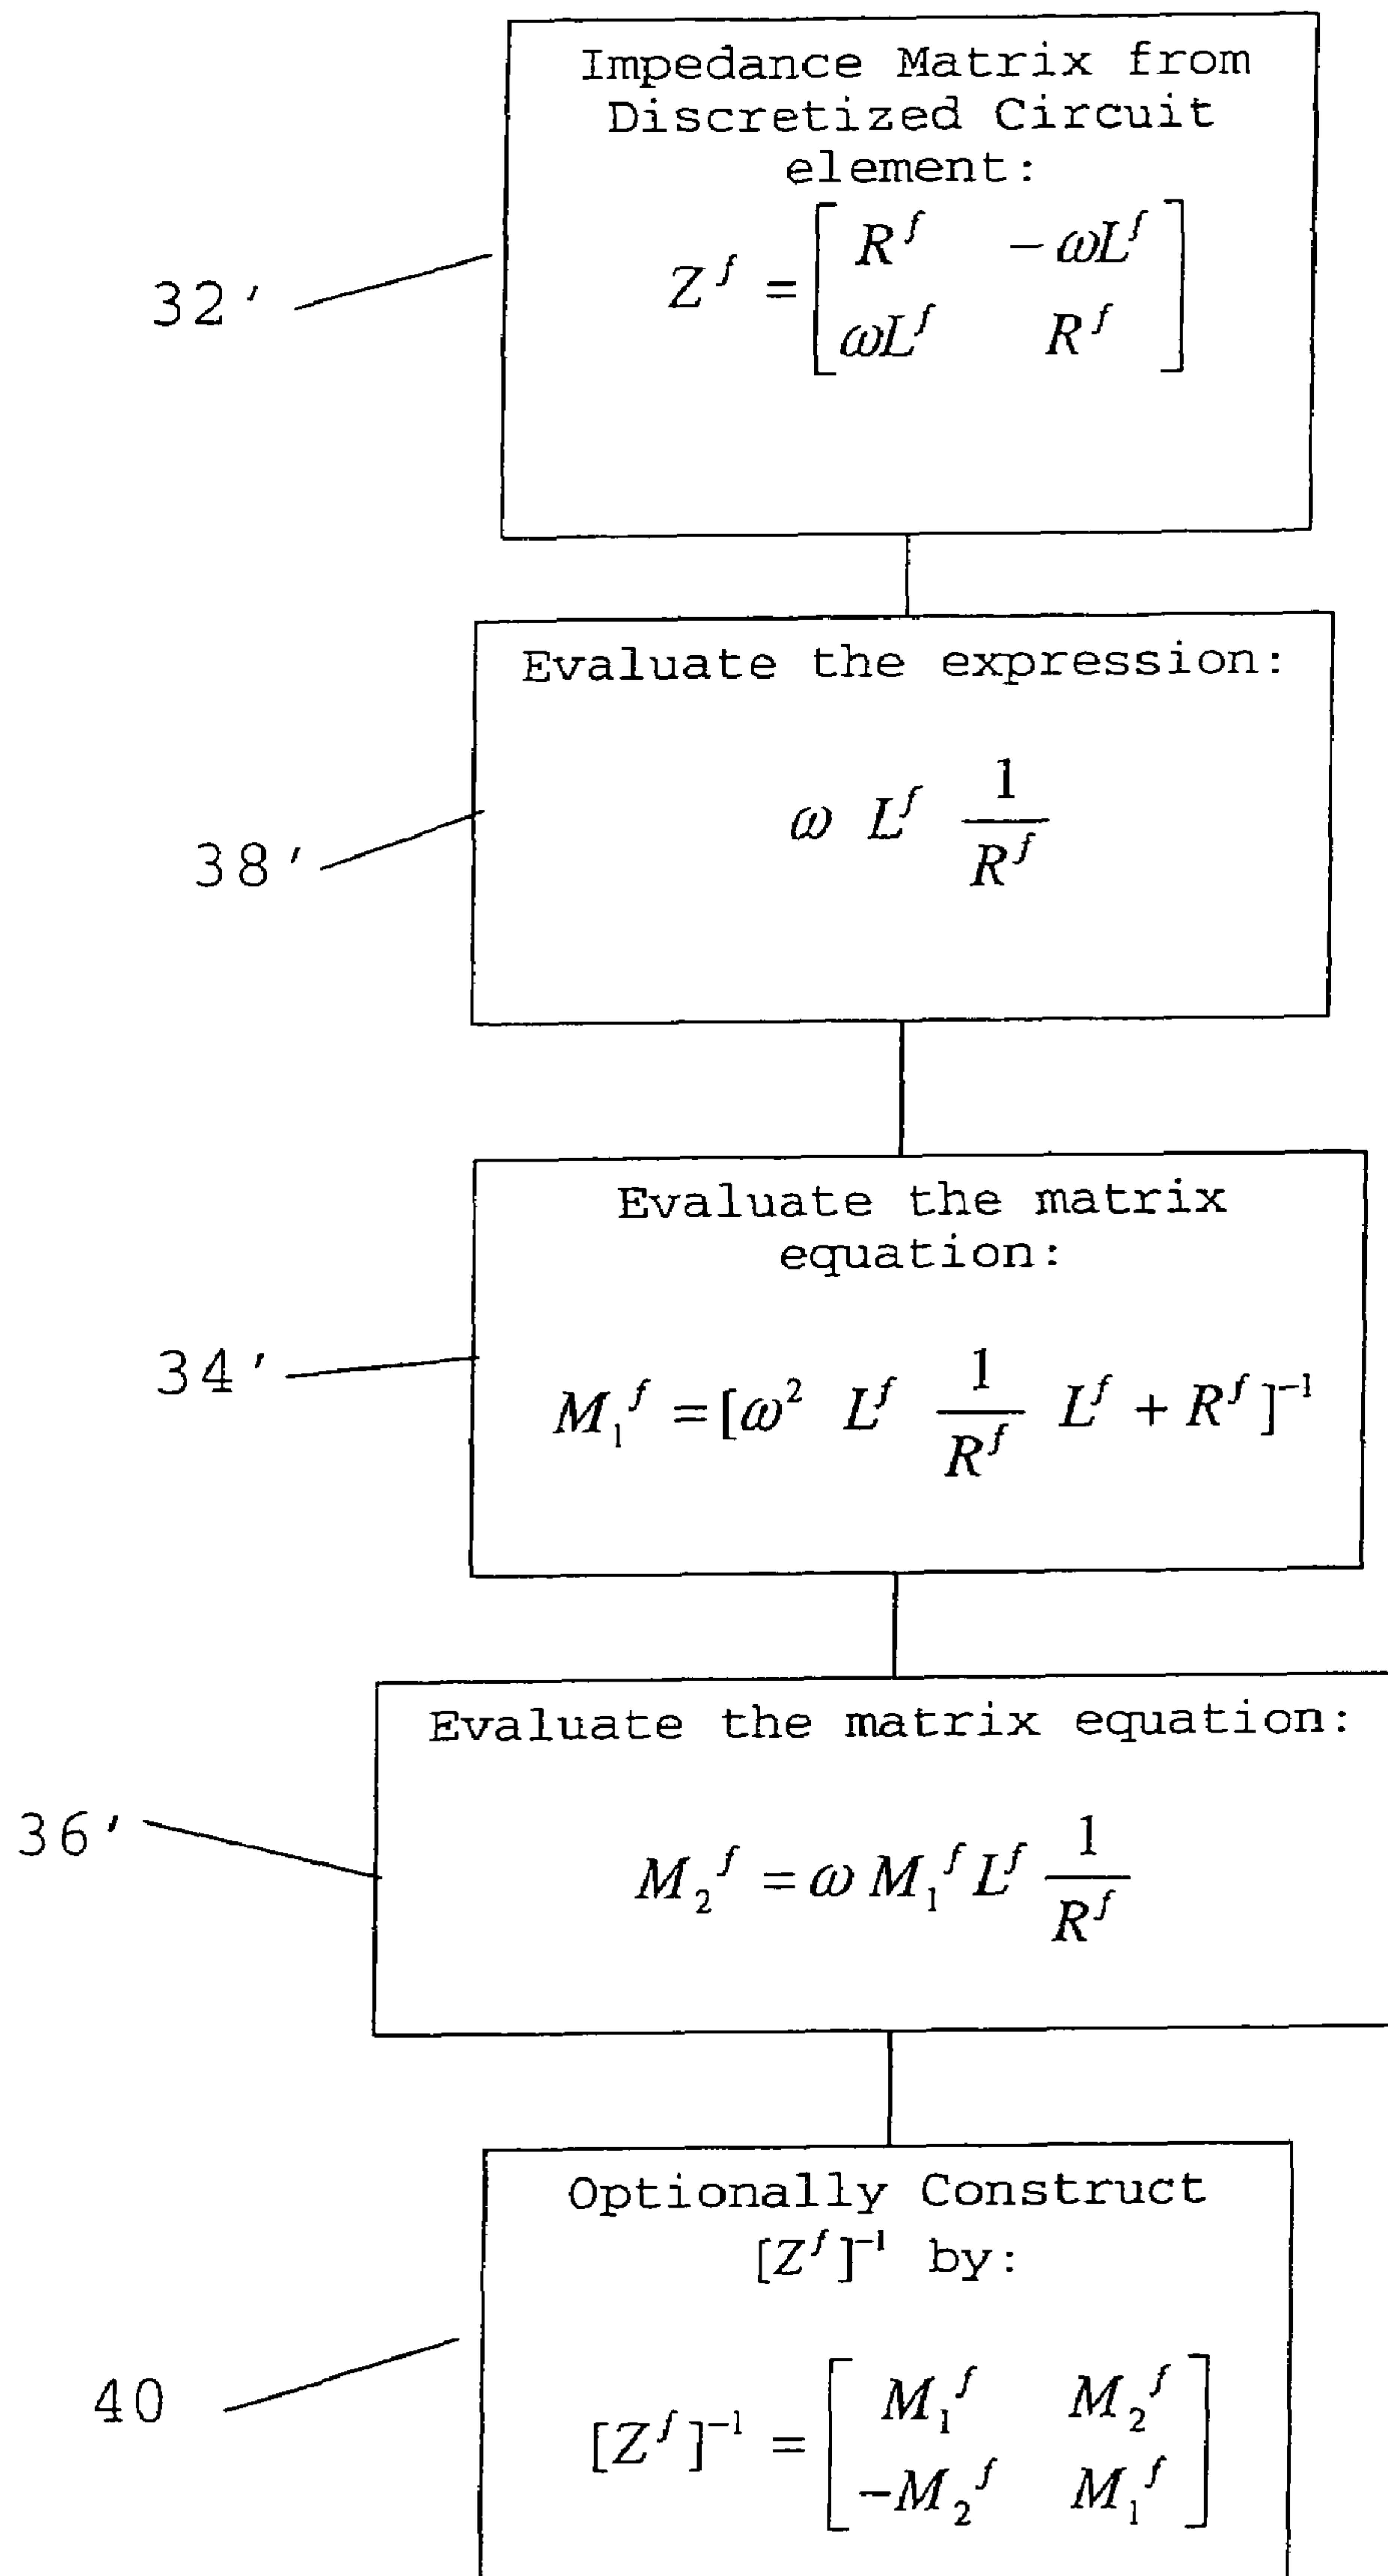 Impedance Matrix from
Discretized Circuit
element:
Z^f = [ R^f  -ωL^f
ωL^f  R^f ]
32'
Evaluate the expression:
ω L^f 1/R^f
38'
Evaluate the matrix
equation:
M_1^f = [ω^2 L^f 1/R^f L^f + R^f]^-1
34'
Evaluate the matrix equation:
M_2^f = ω M_1^f L^f 1/R^f
36'
Optionally Construct
[Z^f]^-1 by:
[Z^f]^-1 = [ M_1^f  M_2^f
-M_2^f  M_1^f ]
40